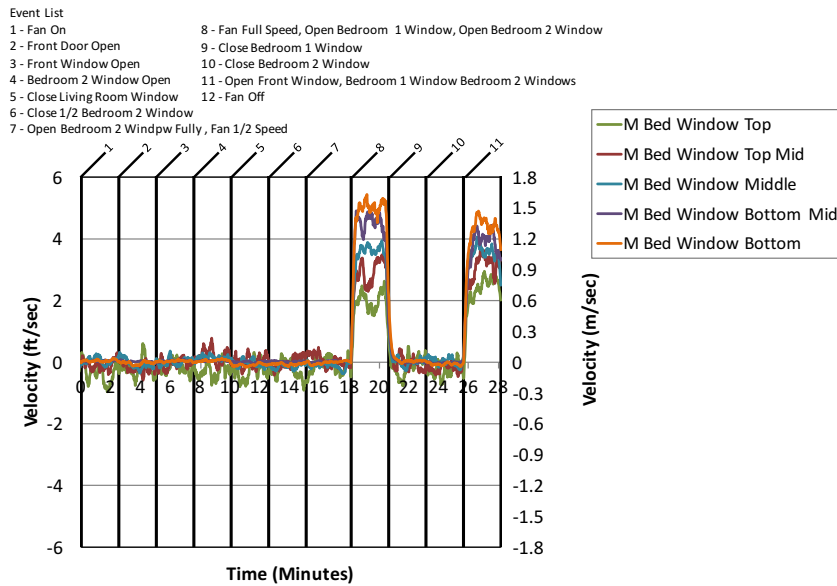 Event List
1 - Fan On
2 - Front Door Open
3 - Front Window Open
4 - Bedroom 2 Window Open
5 - Close Living Room Window
6 - Close 1/2 Bedroom 2 Window
7 - Open Bedroom 2 Windpw Fully , Fan 1/2 Speed
8 - Fan Full Speed, Open Bedroom 1 Window, Open Bedroom 2 Window
9 - Close Bedroom 1 Window
10 - Close Bedroom 2 Window
11 - Open Front Window, Bedroom 1 Window Bedroom 2 Windows
12 - Fan Off
1 2 3 4 5 6 7 8 9 10 11
6
4
2
0
-2
-4
-6
Velocity (ft/sec)
0 2 4 6 8 10 12 14 16 18 20 22 24 26 28
Time (Minutes)
1.8
1.5
1.2
0.9
0.6
0.3
0
-0.3
-0.6
-0.9
-1.2
-1.5
-1.8
Velocity (m/sec)
M Bed Window Top
M Bed Window Top Mid
M Bed Window Middle
M Bed Window Bottom Mid
M Bed Window Bottom